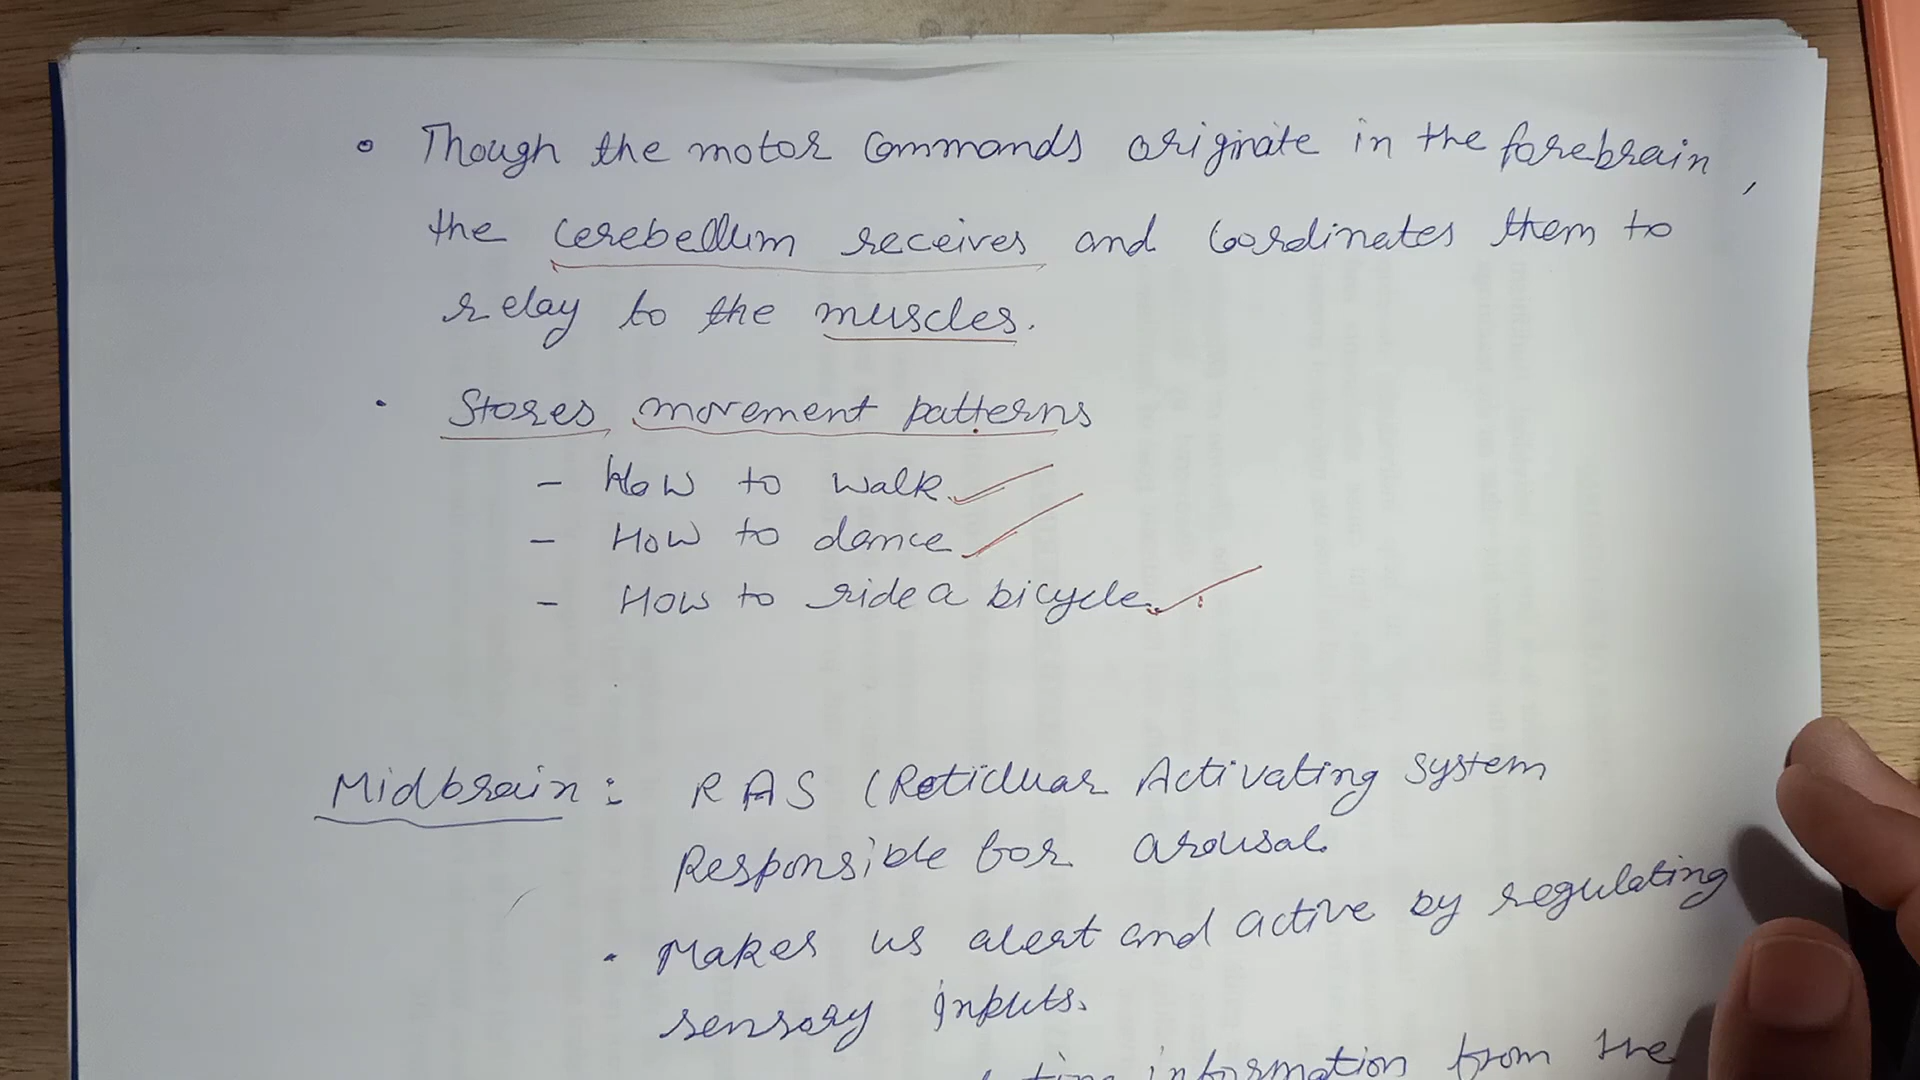 • Though the motor commands originate in the forebrain,
the cerebellum receives and coordinates them to
relay to the muscles.
• Stores movement patterns
- How to walk
- How to dance
- How to ride a bicycle.
Midbrain: RAS (Reticluar Activating System
Responsible for arousal.
• Makes us alert and active by regulating
sensory inputs.
information from the